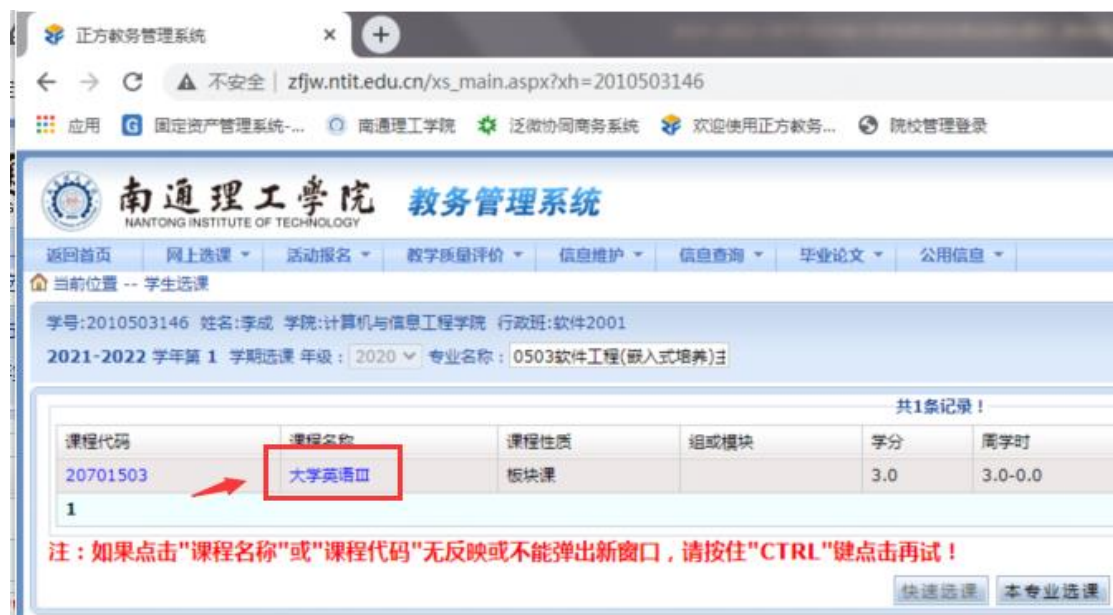 正方教务管理系统
不安全 | zfjw.ntit.edu.cn/xs_main.aspx?xh=2010503146
应用 固定资产管理系统-... 南通理工学院 泛微协同商务系统 欢迎使用正方教务... 院校管理登录
南通理工學院 教务管理系统
NANTONG INSTITUTE OF TECHNOLOGY
返回首页 网上选课 活动报名 教学质量评价 信息维护 信息查询 毕业论文 公用信息
当前位置 -- 学生选课
学号:2010503146 姓名:李成 学院:计算机与信息工程学院 行政班:软件2001
2021-2022 学年第 1 学期选课 年级：2020 专业名称：0503软件工程(嵌入式培养)主
共1条记录！
课程代码 课程名称 课程性质 组或模块 学分 周学时
20701503 大学英语Ⅲ 板块课 3.0 3.0-0.0
1
注：如果点击"课程名称"或"课程代码"无反映或不能弹出新窗口，请按住"CTRL"键点击再试！
快速选课 本专业选课